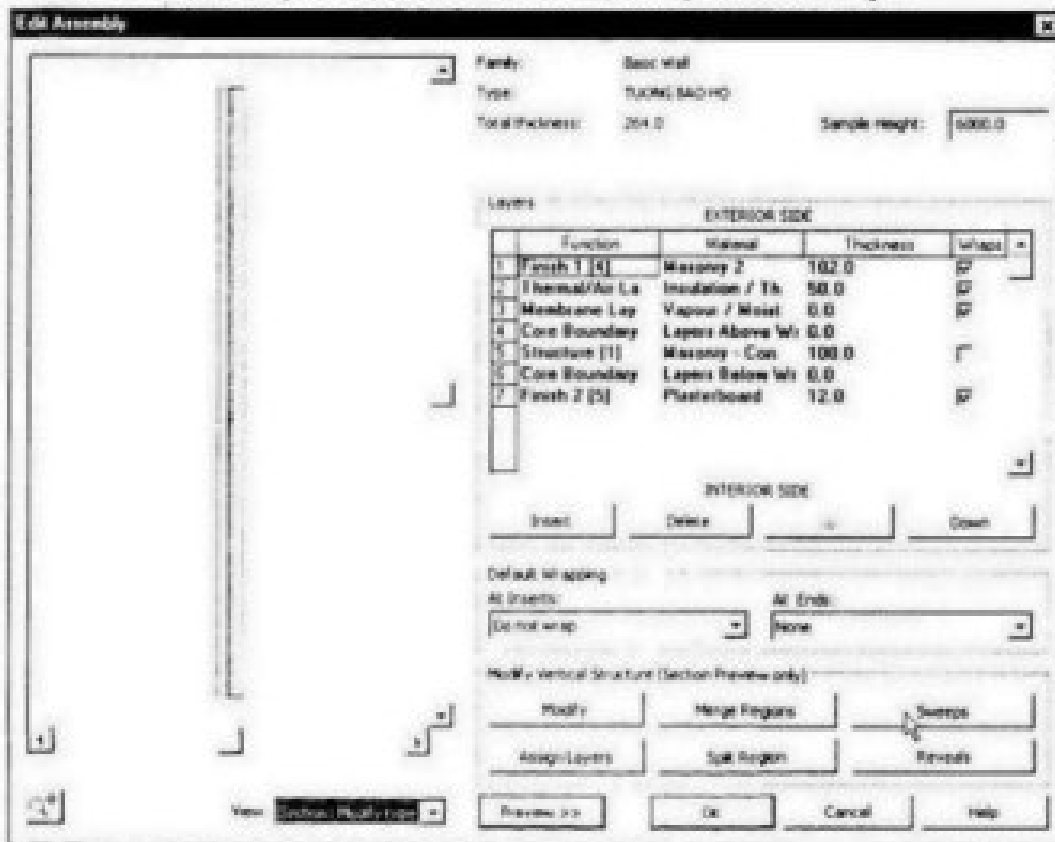 Edit Assembly
Family: Basic Wall
Type: TUONG BAO HO
Total thickness: 264.0 Sample Height: 6000.0
Layers
EXTERIOR SIDE
Function Material Thickness Wraps
1 Finish 1 [4] Masonry 2 102.0
2 Thermal/Air La Insulation / Th 50.0
3 Membrane Lay Vapour / Moist 0.0
4 Core Boundary Layers Above Wr 0.0
5 Structure [1] Masonry - Con 100.0
6 Core Boundary Layers Below Wr 0.0
7 Finish 2 [5] Plasterboard 12.0
INTERIOR SIDE
Insert Delete Up Down
Default Wrapping
At Inserts: At Ends:
Do not wrap None
Modify Vertical Structure (Section Preview only)
Modify Merge Regions Sweeps
Assign Layers Split Region Reveals
View: Section: Modify type
Preview >> OK Cancel Help